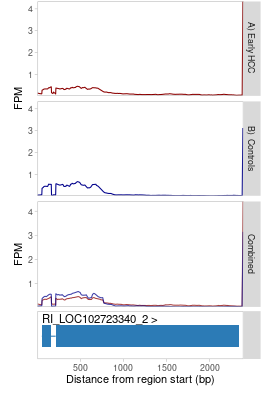 4
3
2
1
FPM
A) Early HCC
4
3
2
1
B) Controls
4
3
2
1
FPM
Combined
RI_LOC102723340_2 >
500 1000 1500 2000
Distance from region start (bp)